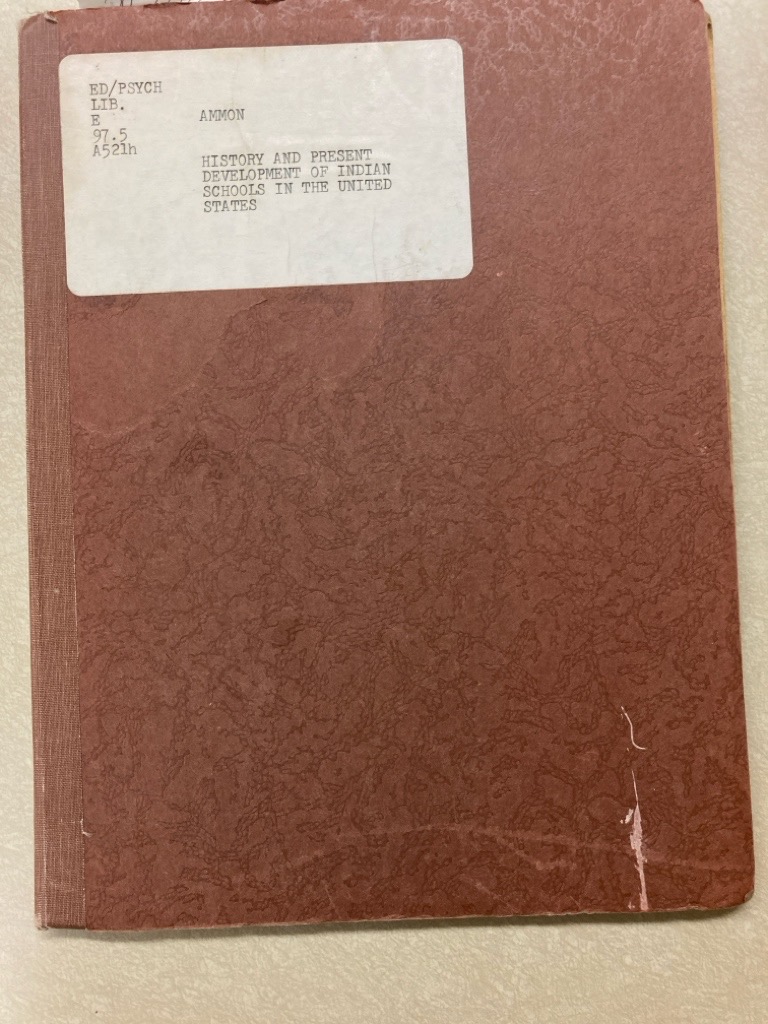 ED/PSYCH
LIB.
E
97.5
A521h
AMMON
HISTORY AND PRESENT
DEVELOPMENT OF INDIAN
SCHOOLS IN THE UNITED
STATES